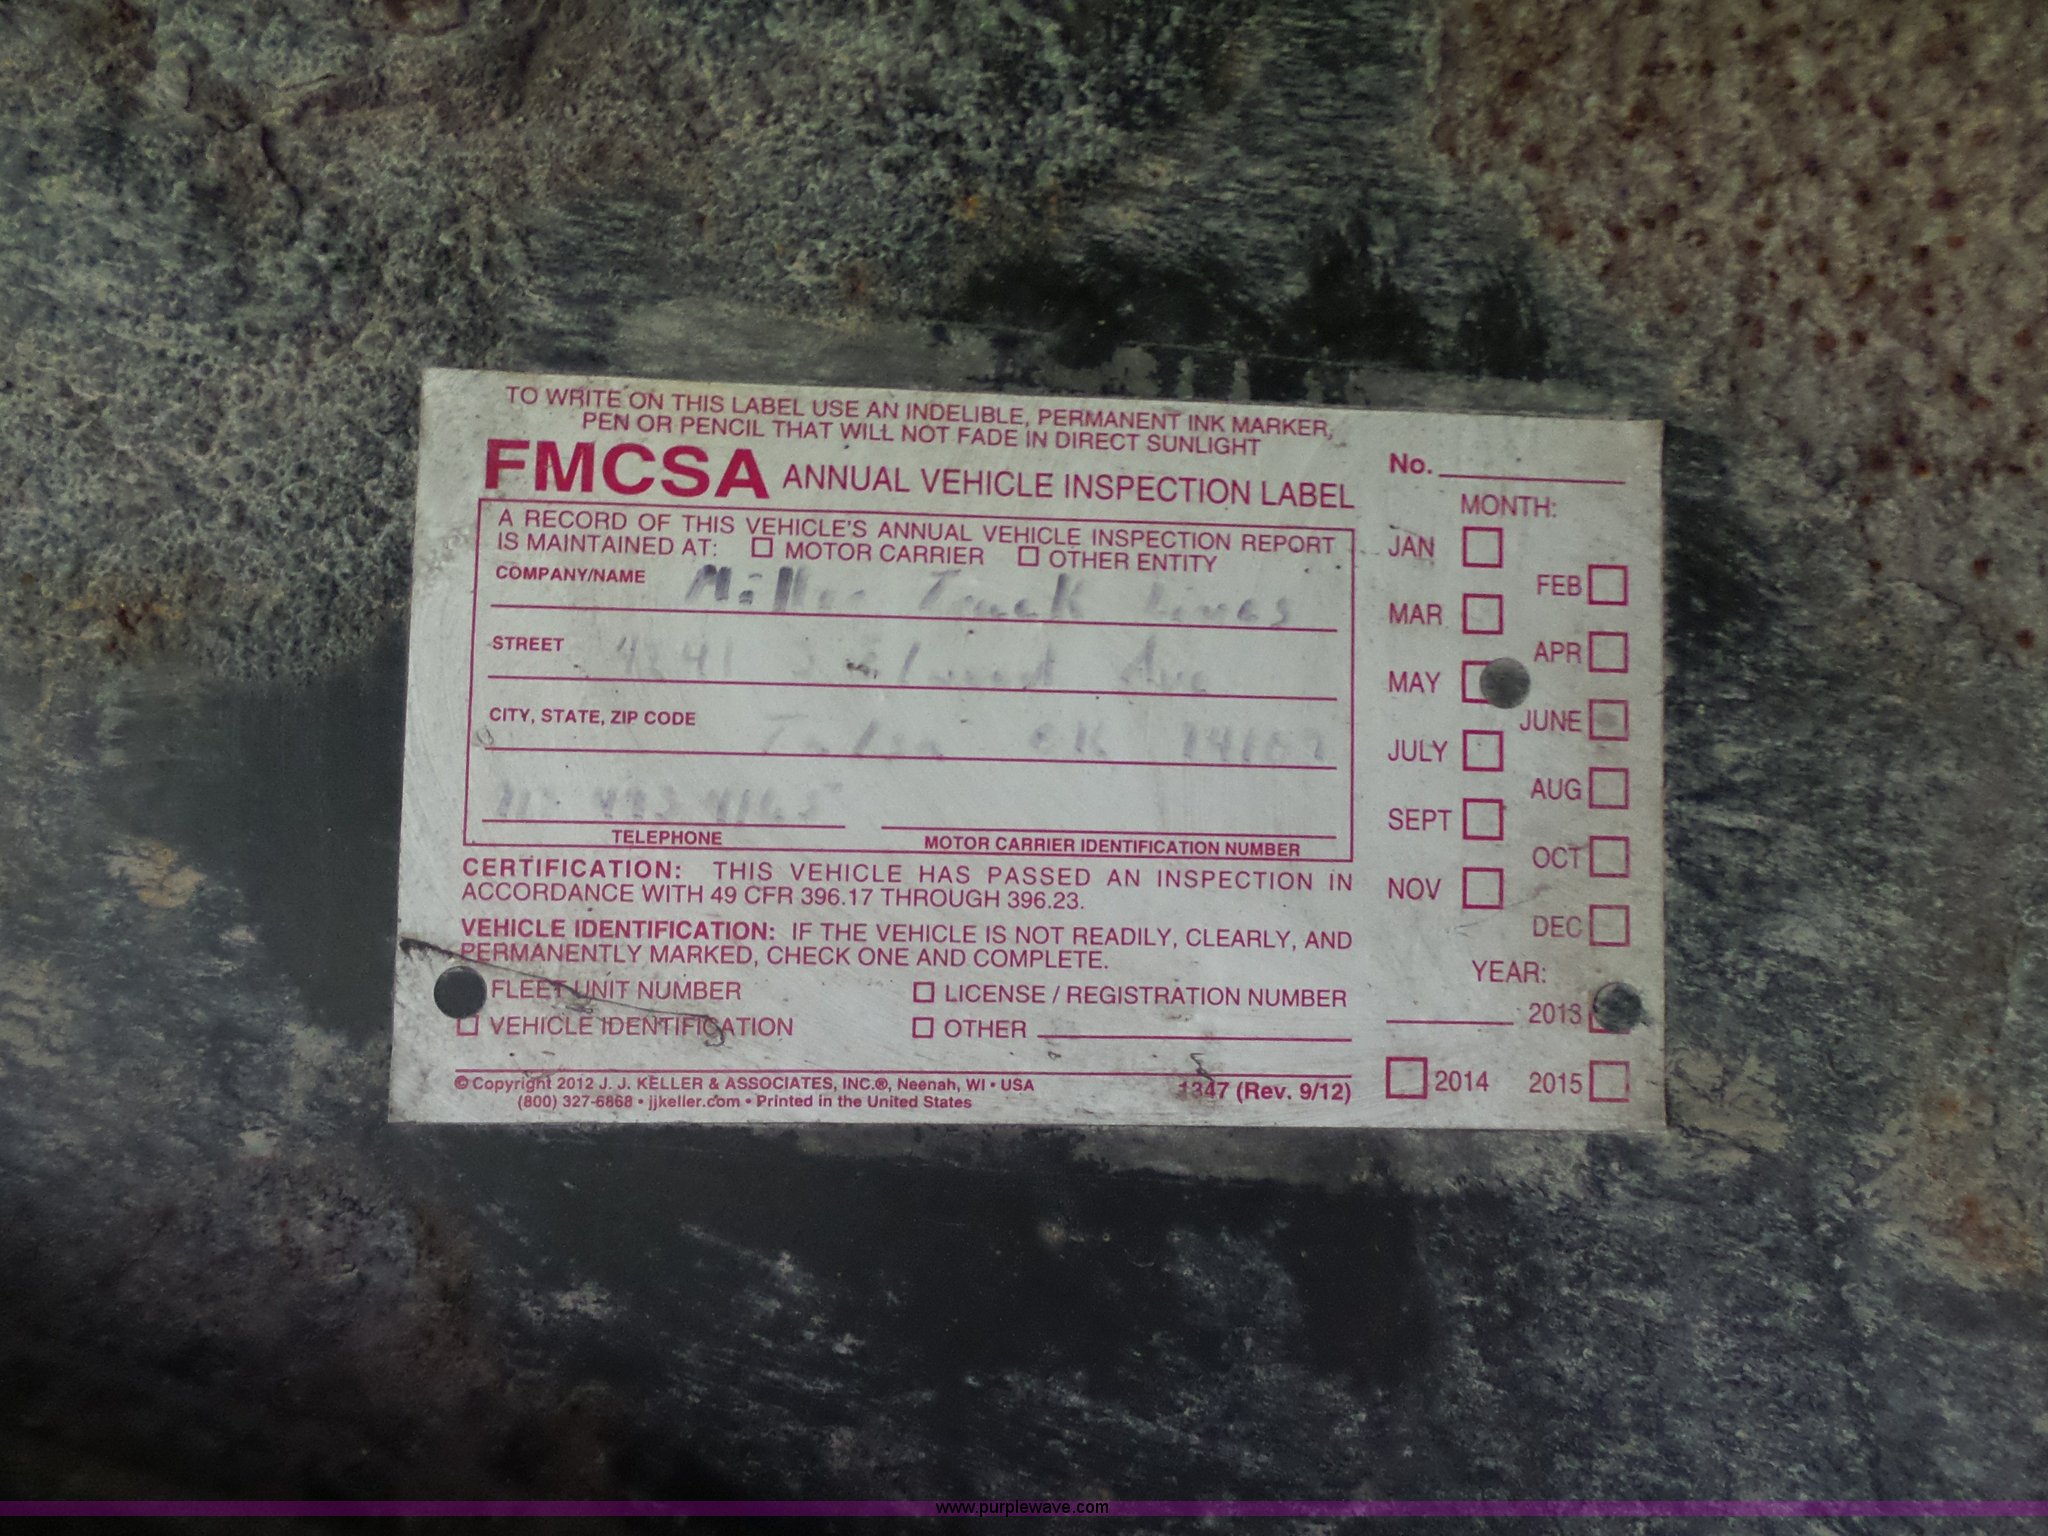 TO WRITE ON THIS LABEL USE AN INDELIBLE, PERMANENT INK MARKER,
PEN OR PENCIL THAT WILL NOT FADE IN DIRECT SUNLIGHT
FMCSA ANNUAL VEHICLE INSPECTION LABEL
A RECORD OF THIS VEHICLE'S ANNUAL VEHICLE INSPECTION REPORT
IS MAINTAINED AT: MOTOR CARRIER OTHER ENTITY
COMPANY/NAME Miller Truck Lines
STREET Ave
CITY, STATE, ZIP CODE Tulsa OK
TELEPHONE MOTOR CARRIER IDENTIFICATION NUMBER
CERTIFICATION: THIS VEHICLE HAS PASSED AN INSPECTION IN
ACCORDANCE WITH 49 CFR 396.17 THROUGH 396.23.
VEHICLE IDENTIFICATION: IF THE VEHICLE IS NOT READILY, CLEARLY, AND
PERMANENTLY MARKED, CHECK ONE AND COMPLETE.
FLEET UNIT NUMBER LICENSE / REGISTRATION NUMBER
VEHICLE IDENTIFICATION OTHER
© Copyright 2012 J. J. KELLER & ASSOCIATES, INC.®, Neenah, WI • USA
(800) 327-6868 • jjkeller.com • Printed in the United States
1347 (Rev. 9/12)
No.
MONTH:
JAN
FEB
MAR
APR
MAY
JUNE
JULY
AUG
SEPT
OCT
NOV
DEC
YEAR:
2013
2014 2015
www.purplewave.com